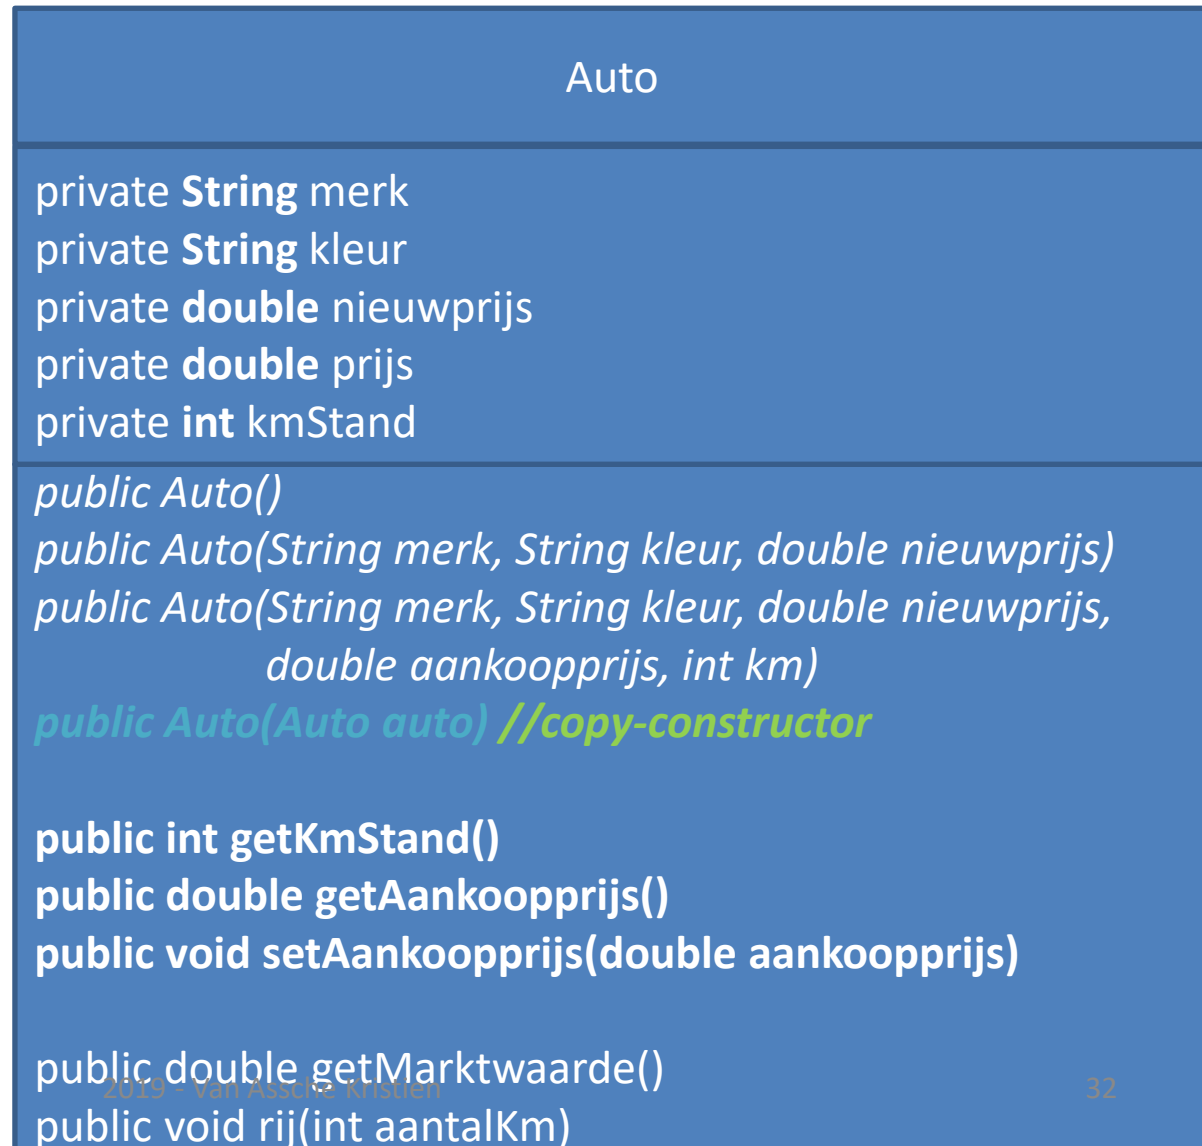 Auto
private String merk
private String kleur
private double nieuwprijs
private double prijs
private int kmStand
public Auto()
public Auto(String merk, String kleur, double nieuwprijs)
public Auto(String merk, String kleur, double nieuwprijs,
double aankoopprijs, int km)
public Auto(Auto auto) //copy-constructor
public int getKmStand()
public double getAankoopprijs()
public void setAankoopprijs(double aankoopprijs)
public double getMarktwaarde()
2019 - Van Assche Kristien 32
public void rij(int aantalKm)